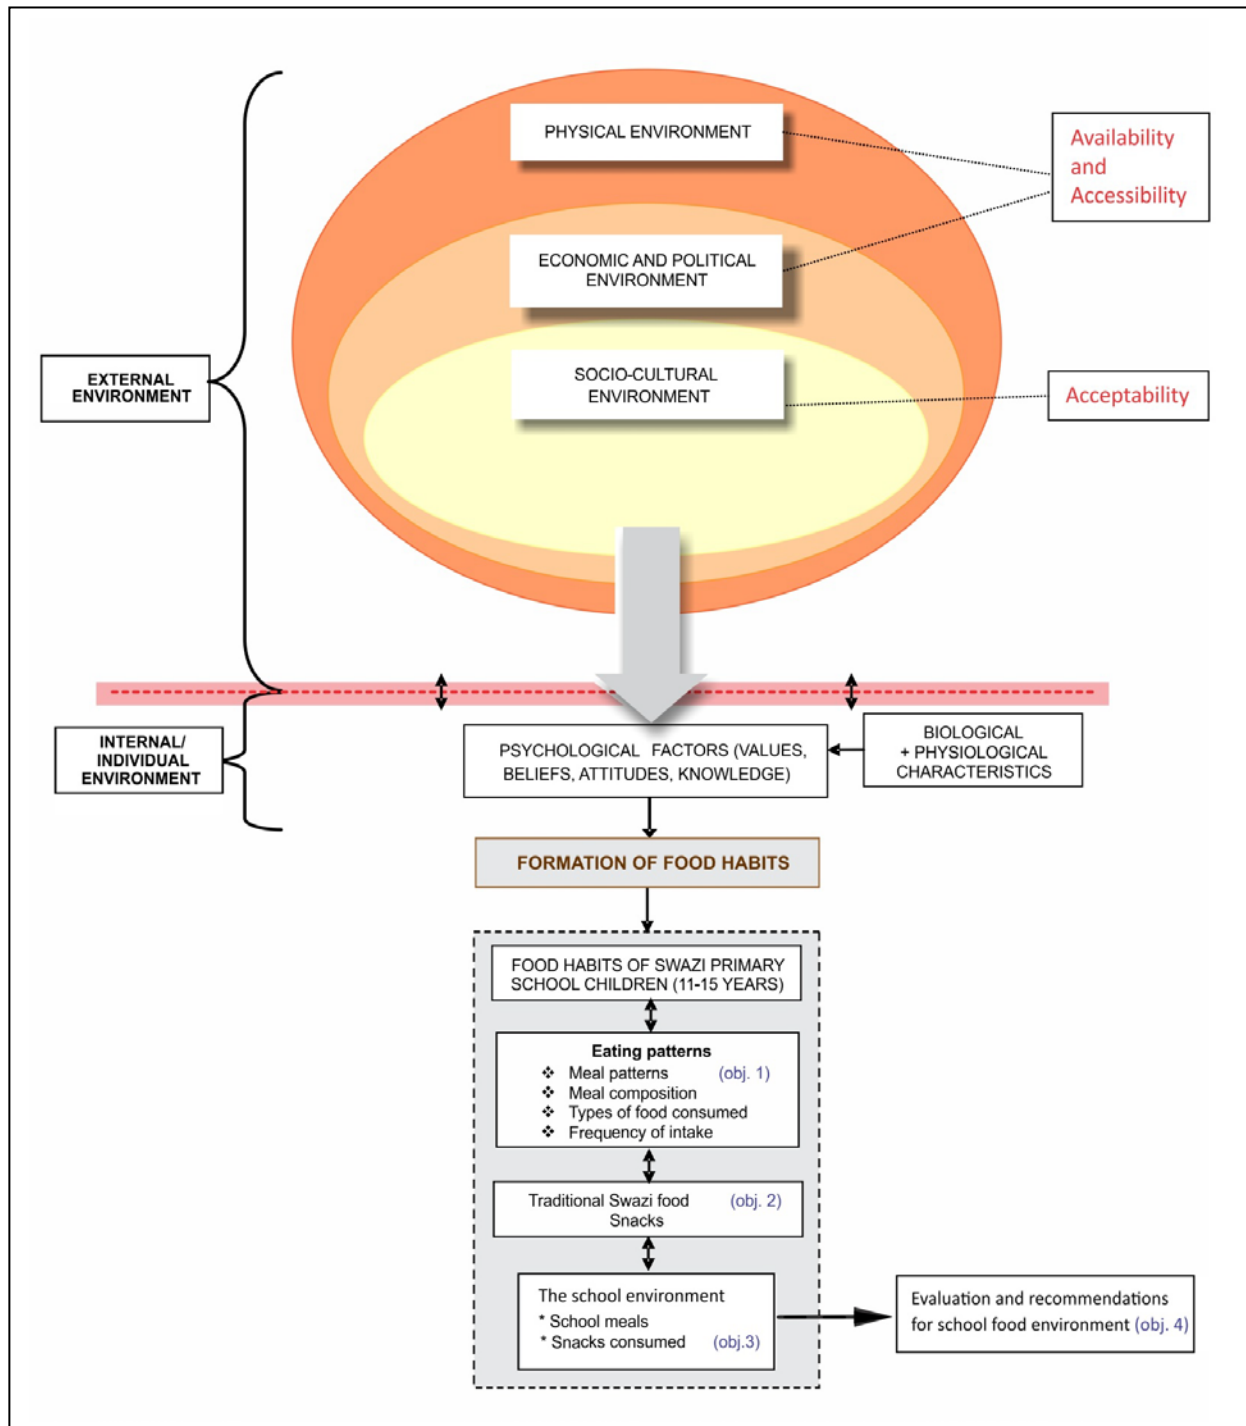 PHYSICAL ENVIRONMENT
Availability
and
Accessibility
ECONOMIC AND POLITICAL
ENVIRONMENT
SOCIO-CULTURAL
ENVIRONMENT
Acceptability
EXTERNAL
ENVIRONMENT
INTERNAL/
INDIVIDUAL
ENVIRONMENT
PSYCHOLOGICAL FACTORS (VALUES,
BELIEFS, ATTITUDES, KNOWLEDGE)
BIOLOGICAL
+ PHYSIOLOGICAL
CHARACTERISTICS
FORMATION OF FOOD HABITS
FOOD HABITS OF SWAZI PRIMARY
SCHOOL CHILDREN (11-15 YEARS)
Eating patterns
❖ Meal patterns (obj. 1)
❖ Meal composition
❖ Types of food consumed
❖ Frequency of intake
Traditional Swazi food (obj. 2)
Snacks
The school environment
* School meals
* Snacks consumed (obj.3)
Evaluation and recommendations
for school food environment (obj. 4)